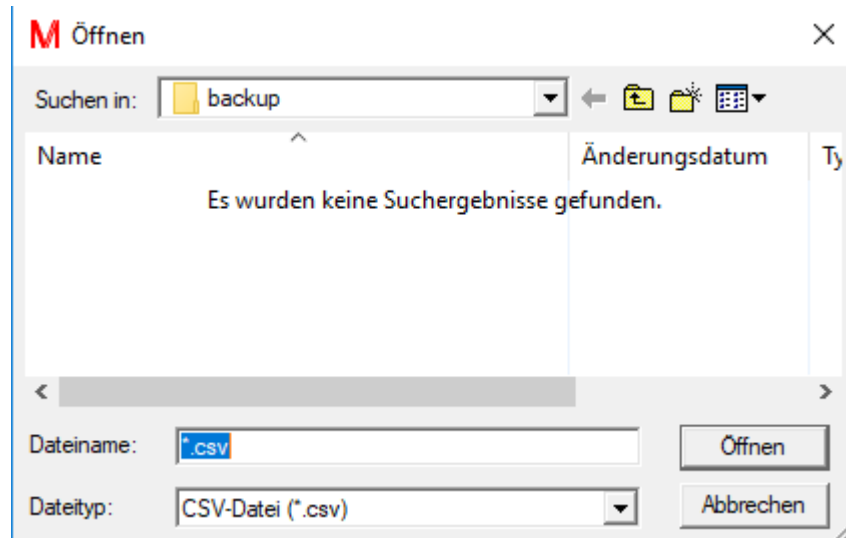 M Öffnen
Suchen in: backup
Name Änderungsdatum Ty
Es wurden keine Suchergebnisse gefunden.
Dateiname: *.csv Öffnen
Dateityp: CSV-Datei (*.csv) Abbrechen